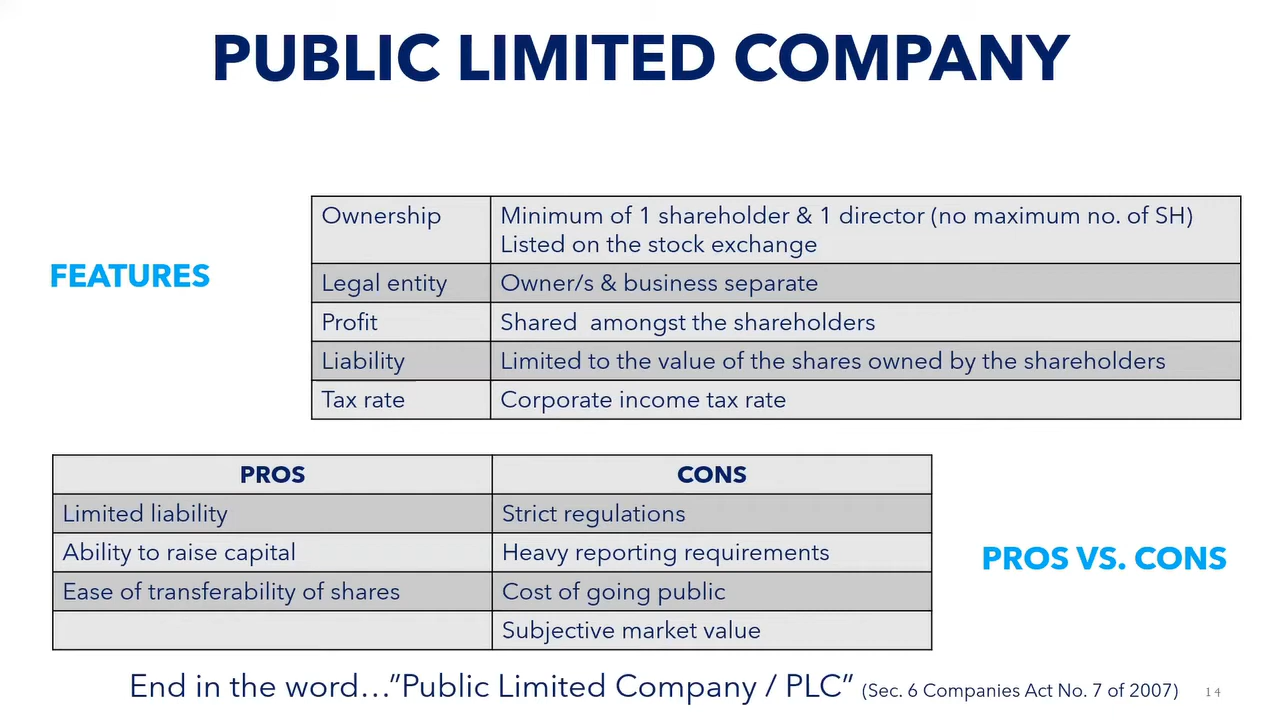 PUBLIC LIMITED COMPANY
FEATURES
Ownership
Minimum of 1 shareholder & 1 director (no maximum no. of SH)
Listed on the stock exchange
Legal entity
Owner/s & business separate
Profit
Shared amongst the shareholders
Liability
Limited to the value of the shares owned by the shareholders
Tax rate
Corporate income tax rate
PROS
CONS
Limited liability
Strict regulations
Ability to raise capital
Heavy reporting requirements
Ease of transferability of shares
Cost of going public
Subjective market value
PROS VS. CONS
End in the word…”Public Limited Company / PLC” (Sec. 6 Companies Act No. 7 of 2007)
14